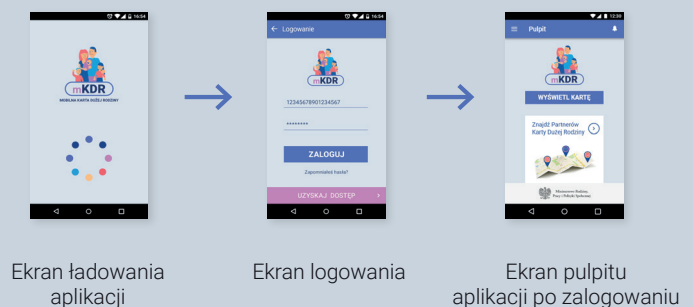 16:54
mKDR
MOBILNA KARTA DUŻEJ RODZINY
Ekran ładowania
aplikacji
16:54
Logowanie
mKDR
12345678901234567
********
ZALOGUJ
Zapomniałeś hasła?
UZYSKAJ DOSTĘP
Ekran logowania
12:30
Pulpit
mKDR
WYŚWIETL KARTĘ
Znajdź Partnerów
Karty Dużej Rodziny
Ministerstwo Rodziny,
Pracy i Polityki Społecznej
Ekran pulpitu
aplikacji po zalogowaniu